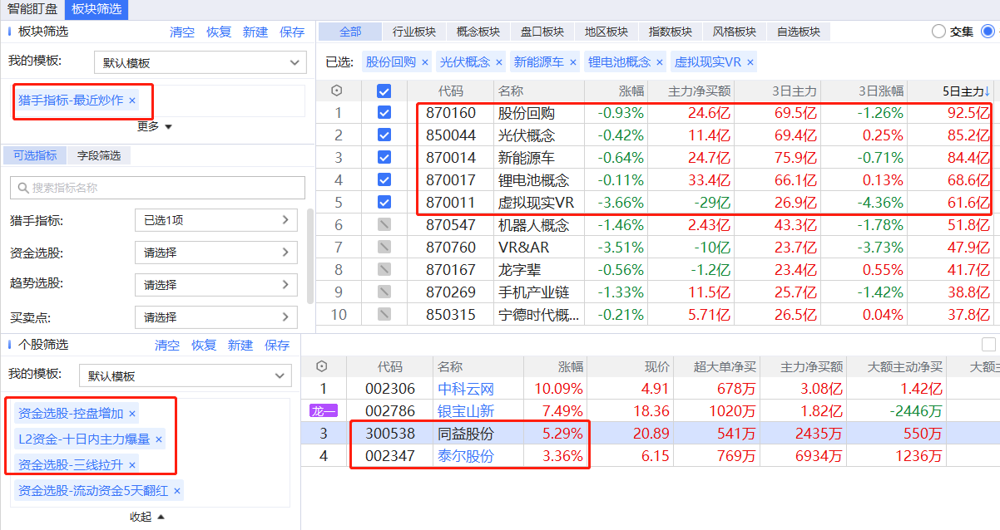 智能盯盘 板块筛选
板块筛选 清空 恢复 新建 保存
我的模板: 默认模板
猎手指标-最近炒作 ×
更多
可选指标 字段筛选
搜索指标名称
猎手指标: 已选1项
资金选股: 请选择
趋势选股: 请选择
买卖点: 请选择
全部 行业板块 概念板块 盘口板块 地区板块 指数板块 风格板块 自选板块 交集
已选: 股份回购 × 光伏概念 × 新能源车 × 锂电池概念 × 虚拟现实VR ×
代码 名称 涨幅 主力净买额 3日主力 3日涨幅 5日主力↓
1 870160 股份回购 -0.93% 24.6亿 69.5亿 -1.26% 92.5亿
2 850044 光伏概念 -0.42% 11.4亿 69.4亿 0.25% 85.2亿
3 870014 新能源车 -0.64% 24.7亿 75.9亿 -0.71% 84.4亿
4 870017 锂电池概念 -0.11% 33.4亿 66.1亿 0.13% 68.6亿
5 870011 虚拟现实VR -3.66% -29亿 26.9亿 -4.36% 61.6亿
6 870547 机器人概念 -1.46% 2.43亿 43.3亿 -1.78% 51.8亿
7 870760 VR&AR -3.51% -10亿 23.7亿 -3.73% 47.9亿
8 870167 龙字辈 -0.56% -1.2亿 23.4亿 0.55% 41.7亿
9 870269 手机产业链 -1.33% 11.5亿 25.7亿 -1.42% 38.8亿
10 850315 宁德时代概... -0.21% 5.71亿 26.5亿 0.04% 37.8亿
个股筛选 清空 恢复 新建 保存
我的模板: 默认模板
资金选股-控盘增加 ×
L2资金-十日内主力爆量 ×
资金选股-三线拉升 ×
资金选股-流动资金5天翻红 ×
收起
代码 名称 涨幅 现价 超大单净买 主力净买额 大额主动净买 大额主
1 002306 中科云网 10.09% 4.91 678万 3.08亿 1.42亿
龙一 002786 银宝山新 7.49% 18.36 1020万 1.82亿 -2446万
3 300538 同益股份 5.29% 20.89 541万 2435万 550万
4 002347 泰尔股份 3.36% 6.15 769万 6934万 1236万